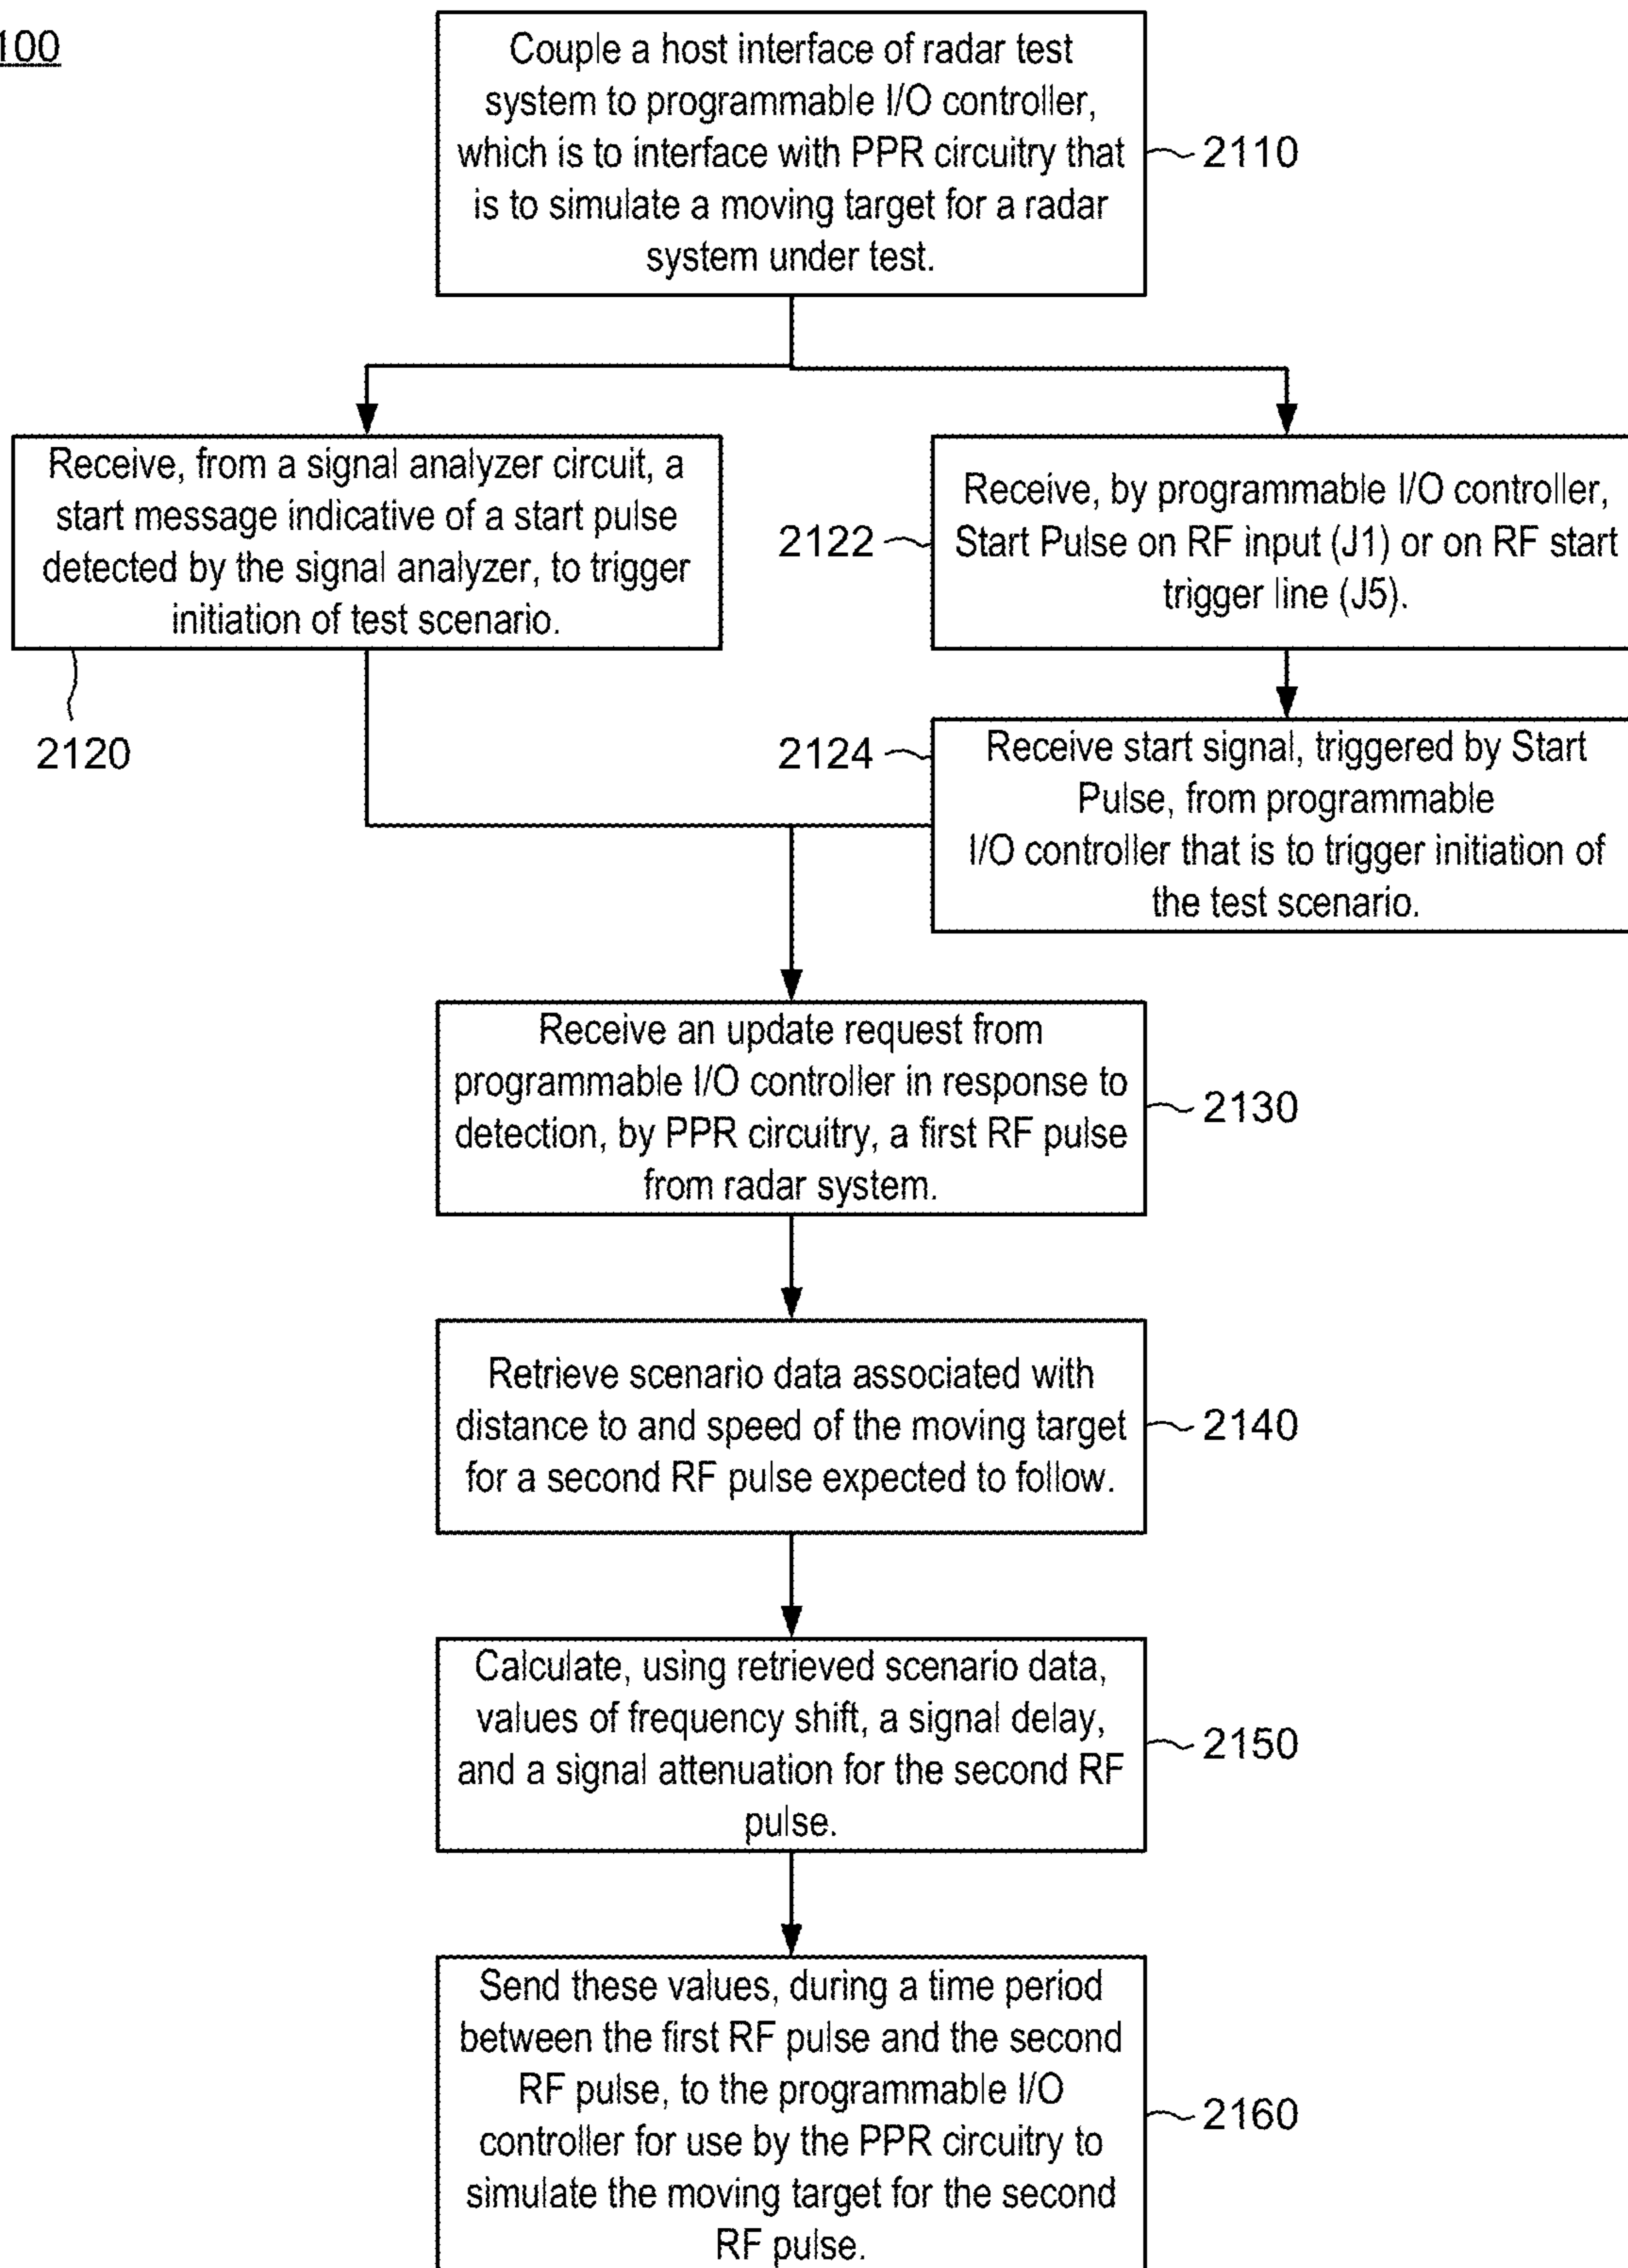 100
Couple a host interface of radar test
system to programmable I/O controller,
which is to interface with PPR circuitry that
is to simulate a moving target for a radar
system under test.
2110
Receive, from a signal analyzer circuit, a
start message indicative of a start pulse
detected by the signal analyzer, to trigger
initiation of test scenario.
2120
2122
Receive, by programmable I/O controller,
Start Pulse on RF input (J1) or on RF start
trigger line (J5).
2124
Receive start signal, triggered by Start
Pulse, from programmable
I/O controller that is to trigger initiation of
the test scenario.
Receive an update request from
programmable I/O controller in response to
detection, by PPR circuitry, a first RF pulse
from radar system.
2130
Retrieve scenario data associated with
distance to and speed of the moving target
for a second RF pulse expected to follow.
2140
Calculate, using retrieved scenario data,
values of frequency shift, a signal delay,
and a signal attenuation for the second RF
pulse.
2150
Send these values, during a time period
between the first RF pulse and the second
RF pulse, to the programmable I/O
controller for use by the PPR circuitry to
simulate the moving target for the second
RF pulse.
2160